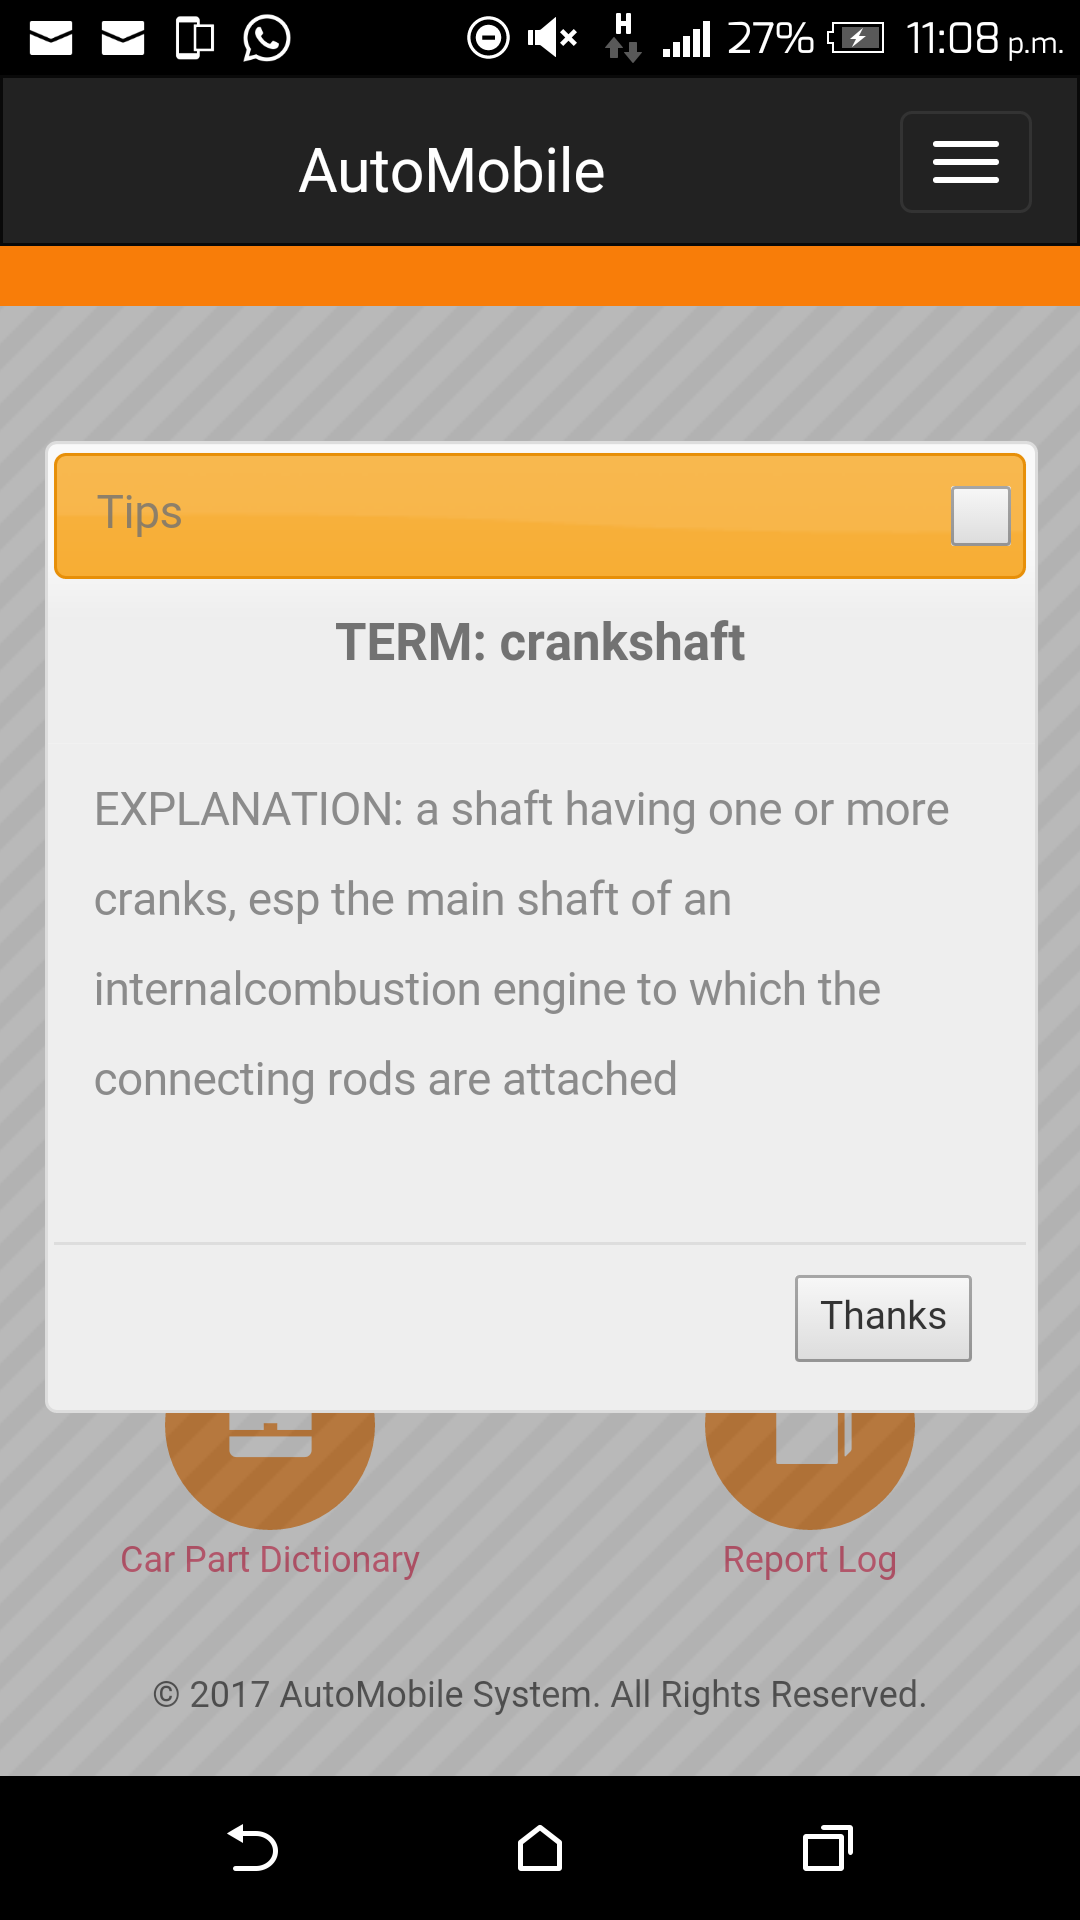 H
27% 11:08 p.m.
AutoMobile
Tips
TERM: crankshaft
EXPLANATION: a shaft having one or more
cranks, esp the main shaft of an
internalcombustion engine to which the
connecting rods are attached
Thanks
Car Part Dictionary
Report Log
© 2017 AutoMobile System. All Rights Reserved.